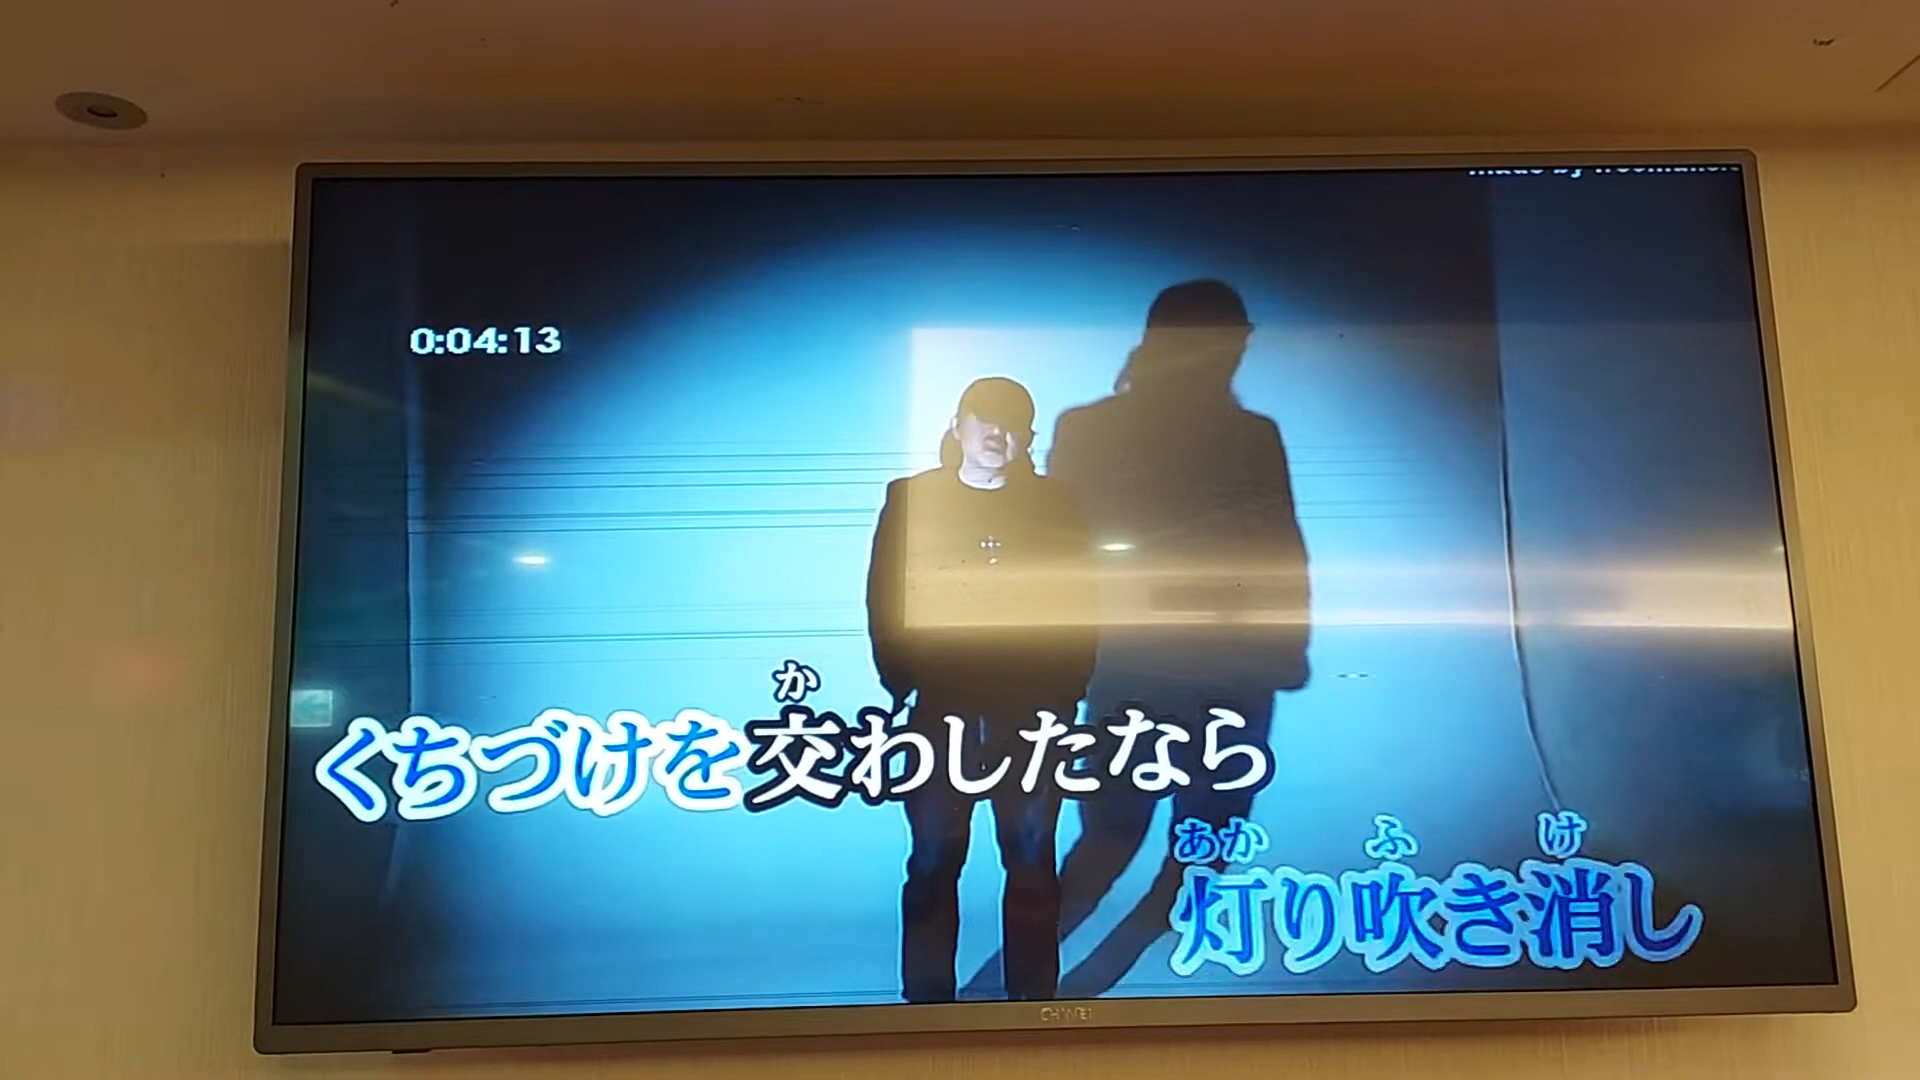 0:04:13
か
くちづけを交わしたなら
あか ふ け
灯り吹き消し